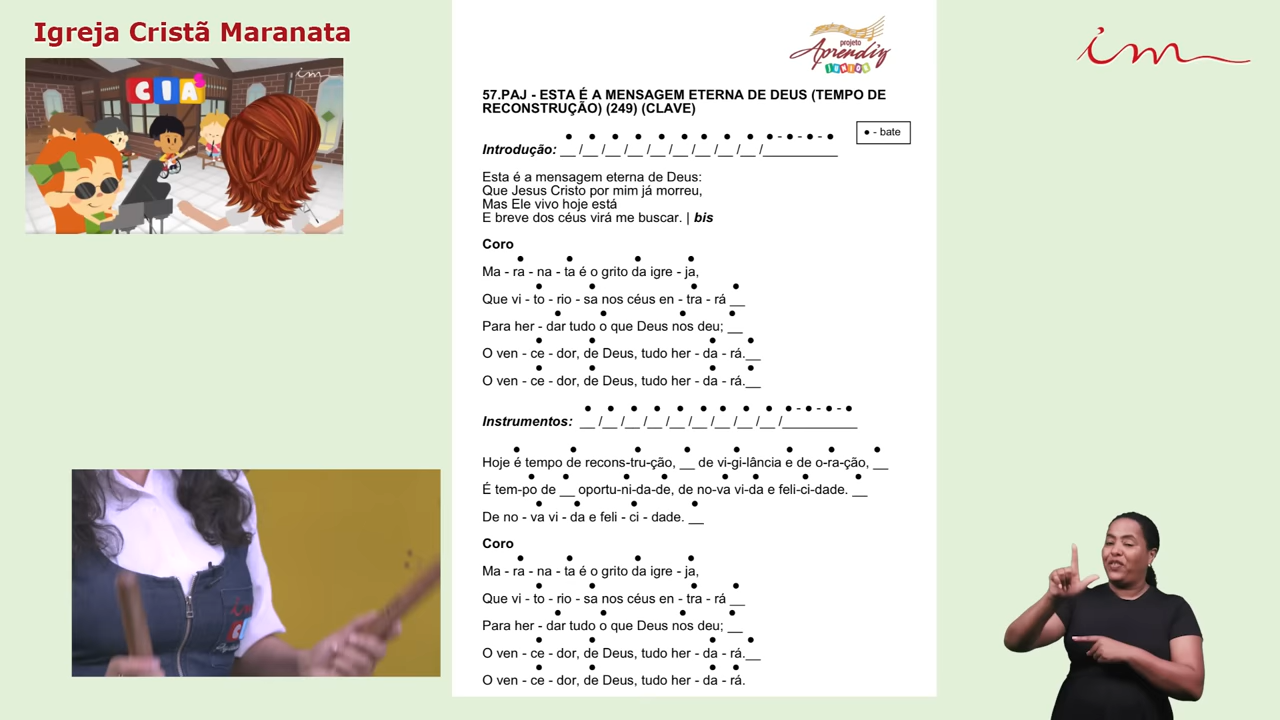 Igreja Cristã Maranata
CIA
projeto
Aprendiz
JÚNIOR
57.PAJ - ESTA É A MENSAGEM ETERNA DE DEUS (TEMPO DE
RECONSTRUÇÃO) (249) (CLAVE)
● - bate
Introdução: __ /__ /__ /__ /__ /__ /__ /__ /__ /__________
Esta é a mensagem eterna de Deus:
Que Jesus Cristo por mim já morreu,
Mas Ele vivo hoje está
E breve dos céus virá me buscar. | bis
Coro
Ma - ra - na - ta é o grito da igre - ja,
Que vi - to - rio - sa nos céus en - tra - rá __
Para her - dar tudo o que Deus nos deu; __
O ven - ce - dor, de Deus, tudo her - da - rá.__
O ven - ce - dor, de Deus, tudo her - da - rá.__
Instrumentos: __ /__ /__ /__ /__ /__ /__ /__ /__ /__________
Hoje é tempo de recons-tru-ção, __ de vi-gi-lância e de o-ra-ção, __
É tem-po de __ oportu-ni-da-de, de no-va vi-da e feli-ci-dade. __
De no - va vi - da e feli - ci - dade. __
Coro
Ma - ra - na - ta é o grito da igre - ja,
Que vi - to - rio - sa nos céus en - tra - rá __
Para her - dar tudo o que Deus nos deu; __
O ven - ce - dor, de Deus, tudo her - da - rá.__
O ven - ce - dor, de Deus, tudo her - da - rá.